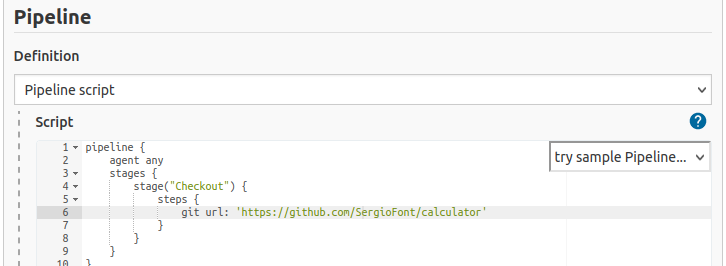 Pipeline
Definition
Pipeline script
Script
?
try sample Pipeline...
1 pipeline {
2     agent any
3     stages {
4         stage("Checkout") {
5             steps {
6                 git url: 'https://github.com/SergioFont/calculator'
7             }
8         }
9     }
10 }